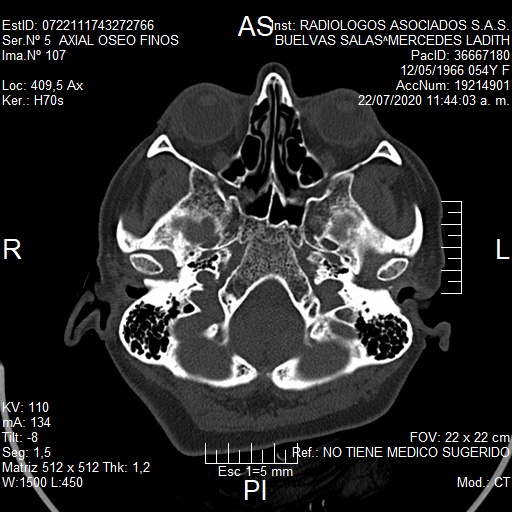 EstID: 0722111743272766
Ser.Nº 5 AXIAL OSEO FINOS
Ima.Nº 107
Loc: 409,5 Ax
Ker.: H70s
AS
Inst: RADIOLOGOS ASOCIADOS S.A.S.
BUELVAS SALAS^MERCEDES LADITH
PacID: 36667180
12/05/1966 054Y F
AccNum: 19214901
22/07/2020 11:44:03 a. m.
R
L
KV: 110
mA: 134
Tilt: -8
Seg: 1,5
Matriz 512 x 512 Thk: 1,2
W:1500 L:450
Esc 1=5 mm
PI
FOV: 22 x 22 cm
Ref.: NO TIENE MEDICO SUGERIDO
Mod.: CT